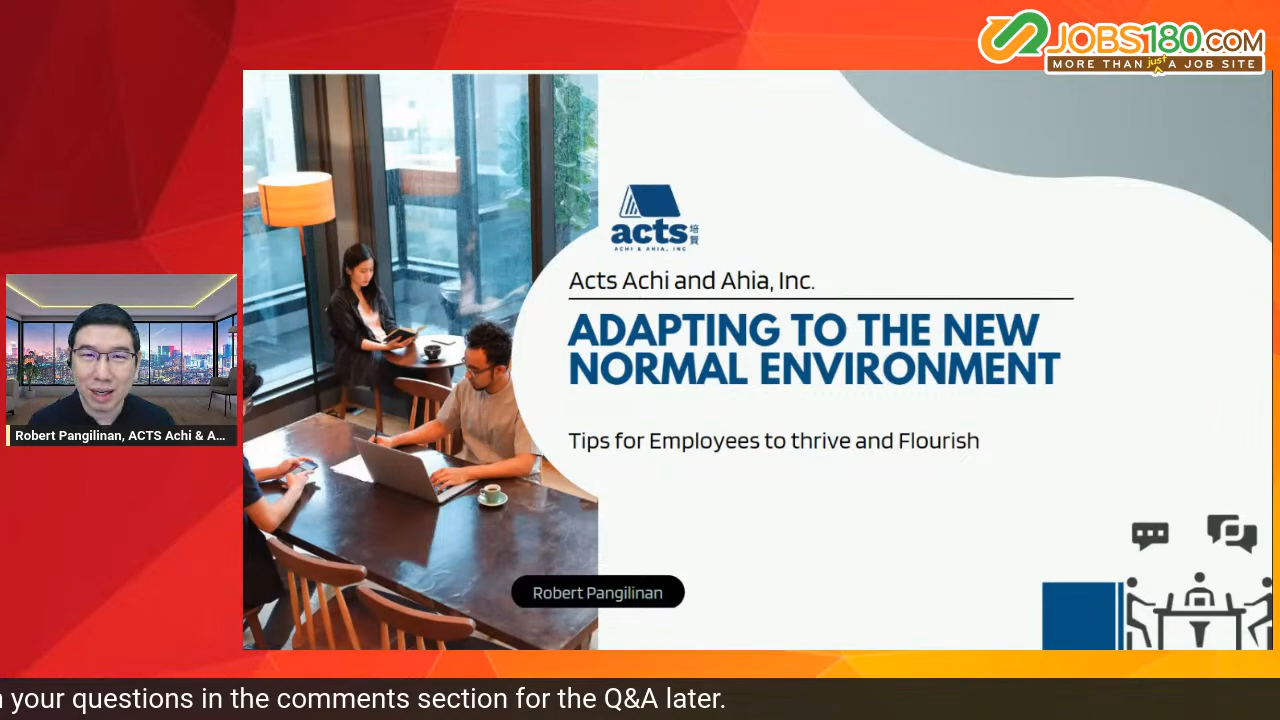 JOBS180.COM
MORE THAN just A JOB SITE
acts 培賢
ACHI & AHIA, INC
Acts Achi and Ahia, Inc.
ADAPTING TO THE NEW
NORMAL ENVIRONMENT
Tips for Employees to thrive and Flourish
Robert Pangilinan, ACTS Achi & A...
Robert Pangilinan
your questions in the comments section for the Q&A later.